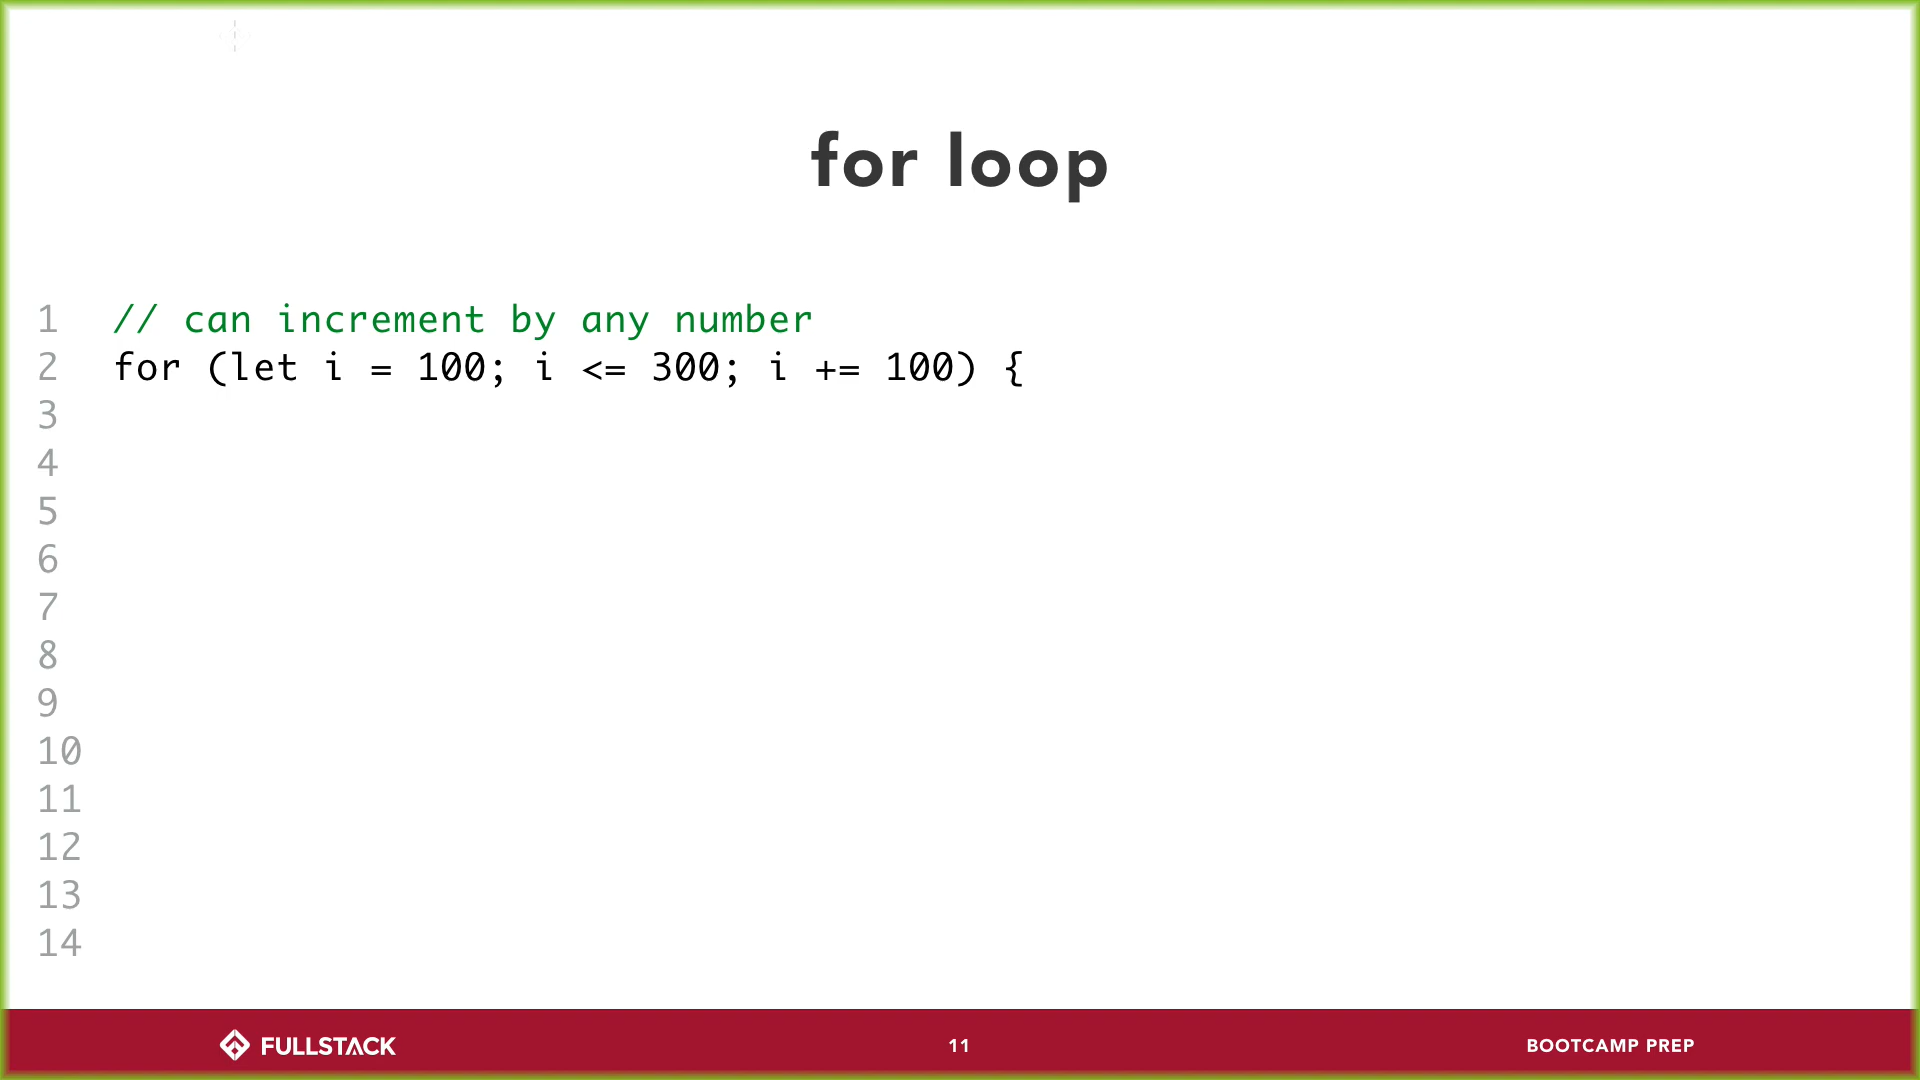 for loop
1 // can increment by any number
2 for (let i = 100; i <= 300; i += 100) {
3
4
5
6
7
8
9
10
11
12
13
14
FULLSTACK
11
BOOTCAMP PREP